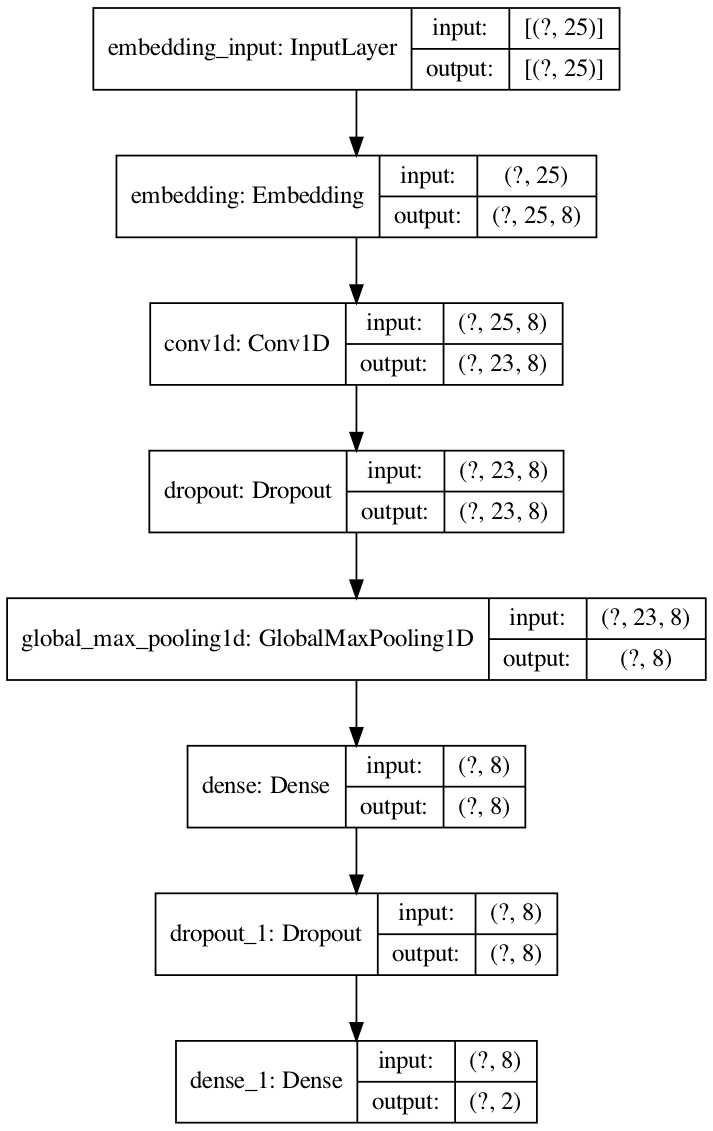 embedding_input: InputLayer
input: [(?, 25)]
output: [(?, 25)]
embedding: Embedding
input: (?, 25)
output: (?, 25, 8)
conv1d: Conv1D
input: (?, 25, 8)
output: (?, 23, 8)
dropout: Dropout
input: (?, 23, 8)
output: (?, 23, 8)
global_max_pooling1d: GlobalMaxPooling1D
input: (?, 23, 8)
output: (?, 8)
dense: Dense
input: (?, 8)
output: (?, 8)
dropout_1: Dropout
input: (?, 8)
output: (?, 8)
dense_1: Dense
input: (?, 8)
output: (?, 2)